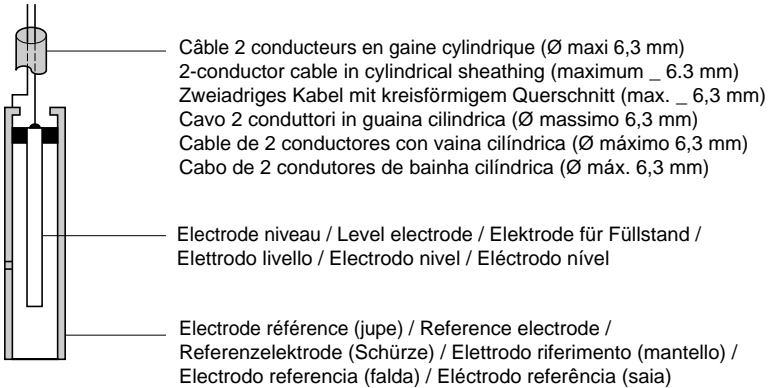 Câble 2 conducteurs en gaine cylindrique (Ø maxi 6,3 mm)
2-conductor cable in cylindrical sheathing (maximum _ 6.3 mm)
Zweiadriges Kabel mit kreisförmigem Querschnitt (max. _ 6,3 mm)
Cavo 2 conduttori in guaina cilindrica (Ø massimo 6,3 mm)
Cable de 2 conductores con vaina cilíndrica (Ø máximo 6,3 mm)
Cabo de 2 condutores de bainha cilíndrica (Ø máx. 6,3 mm)
Electrode niveau / Level electrode / Elektrode für Füllstand /
Elettrodo livello / Electrodo nivel / Eléctrodo nível
Electrode référence (jupe) / Reference electrode /
Referenzelektrode (Schürze) / Elettrodo riferimento (mantello) /
Electrodo referencia (falda) / Eléctrodo referência (saia)